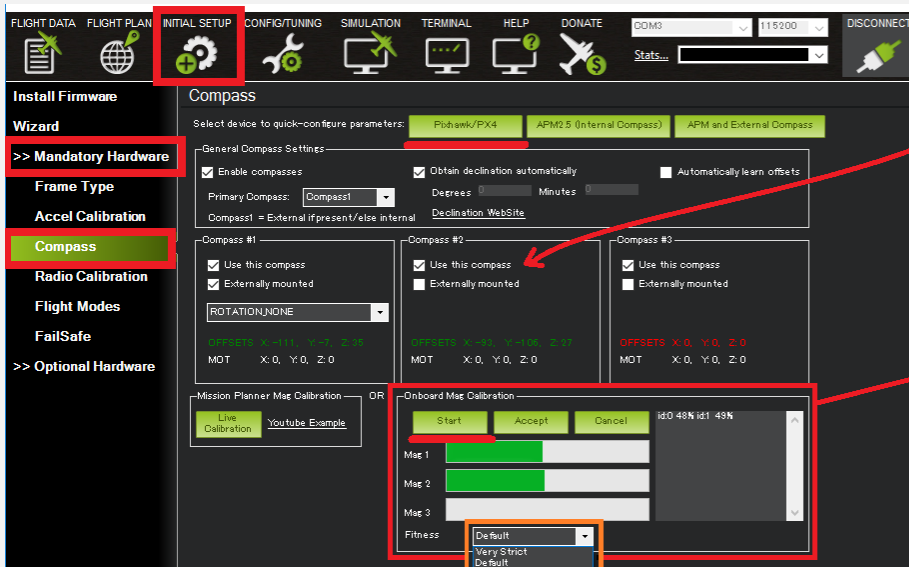 FLIGHT DATA FLIGHT PLAN INITIAL SETUP CONFIG/TUNING SIMULATION TERMINAL HELP DONATE COM3 115200 DISCONNECT
Stats...
Install Firmware
Wizard
>> Mandatory Hardware
Frame Type
Accel Calibration
Compass
Radio Calibration
Flight Modes
FailSafe
>> Optional Hardware
Compass
Select device to quick-configure parameters: Pixhawk/PX4 APM2.5 (Internal Compass) APM and External Compass
General Compass Settings
Enable compasses Obtain declination automatically Automatically learn offsets
Primary Compass: Compass1 Degrees 0 Minutes 0
Compass1 = External if present/else internal Declination WebSite
Compass #1 Compass #2 Compass #3
Use this compass Use this compass Use this compass
Externally mounted Externally mounted Externally mounted
ROTATION_NONE
OFFSETS X: -111, Y: -7, Z: 35 OFFSETS X: -93, Y: -106, Z: 27 OFFSETS X: 0, Y: 0, Z: 0
MOT X: 0, Y: 0, Z: 0 MOT X: 0, Y: 0, Z: 0 MOT X: 0, Y: 0, Z: 0
Mission Planner Mag Calibration OR Onboard Mag Calibration
Live
Calibration
Youtube Example
Start Accept Cancel id:0 48% id:1 49%
Mag 1
Mag 2
Mag 3
Fitness Default
Very Strict
Default